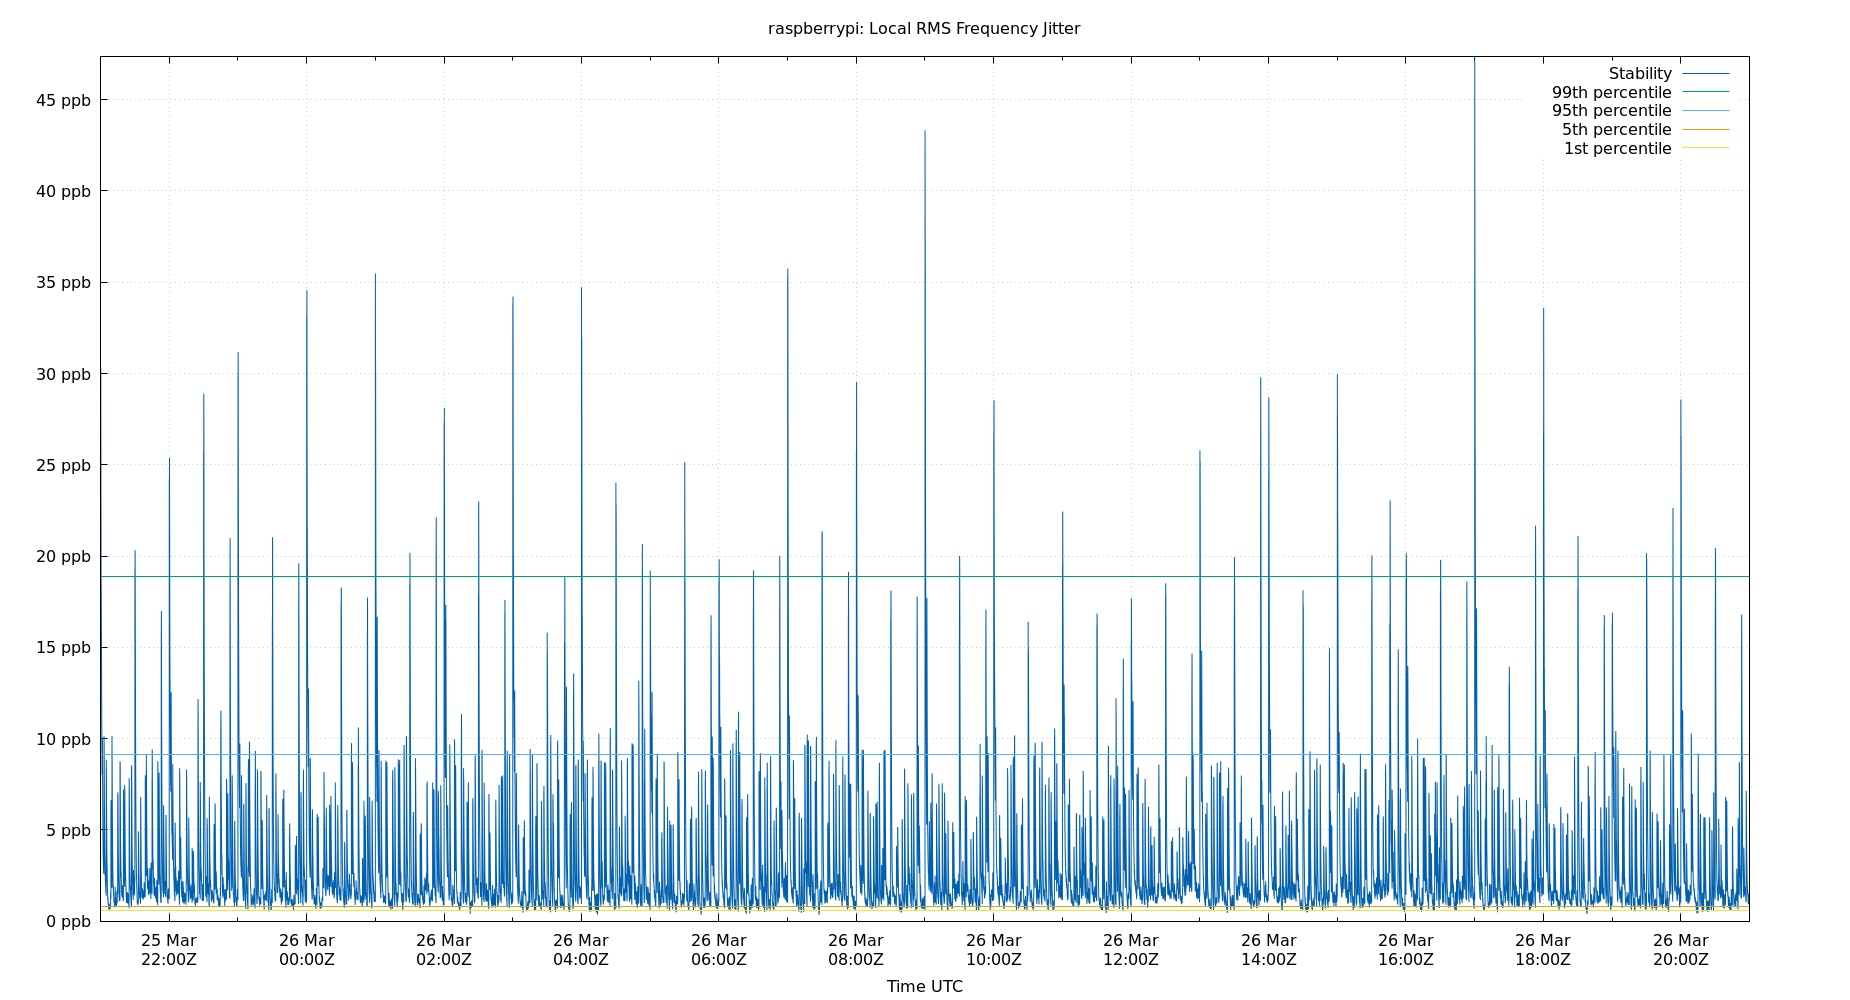 raspberrypi: Local RMS Frequency Jitter
Stability
99th percentile
95th percentile
5th percentile
1st percentile
45 ppb
40 ppb
35 ppb
30 ppb
25 ppb
20 ppb
15 ppb
10 ppb
5 ppb
0 ppb
25 Mar 26 Mar 26 Mar 26 Mar 26 Mar 26 Mar 26 Mar 26 Mar 26 Mar 26 Mar 26 Mar 26 Mar
22:00Z 00:00Z 02:00Z 04:00Z 06:00Z 08:00Z 10:00Z 12:00Z 14:00Z 16:00Z 18:00Z 20:00Z
Time UTC